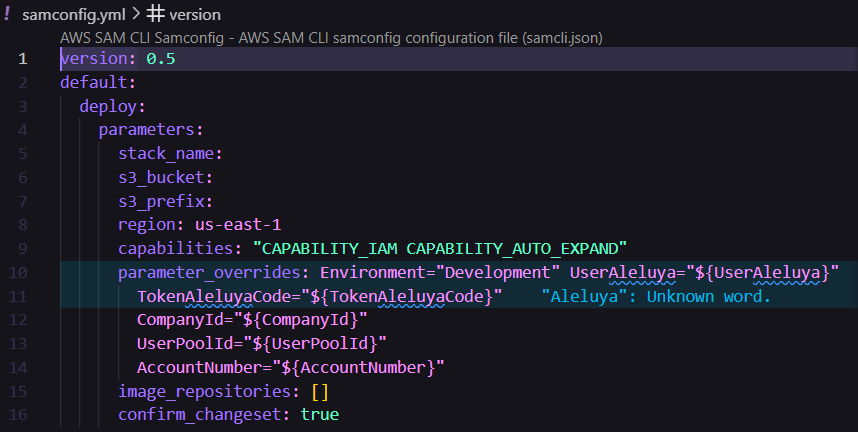 ! samconfig.yml > # version
AWS SAM CLI Samconfig - AWS SAM CLI samconfig configuration file (samcli.json)
1 version: 0.5
2 default:
3   deploy:
4     parameters:
5       stack_name:
6       s3_bucket:
7       s3_prefix:
8       region: us-east-1
9       capabilities: "CAPABILITY_IAM CAPABILITY_AUTO_EXPAND"
10       parameter_overrides: Environment="Development" UserAleluya="${UserAleluya}"
11         TokenAleluyaCode="${TokenAleluyaCode}"    "Aleluya": Unknown word.
12         CompanyId="${CompanyId}"
13         UserPoolId="${UserPoolId}"
14         AccountNumber="${AccountNumber}"
15       image_repositories: []
16       confirm_changeset: true